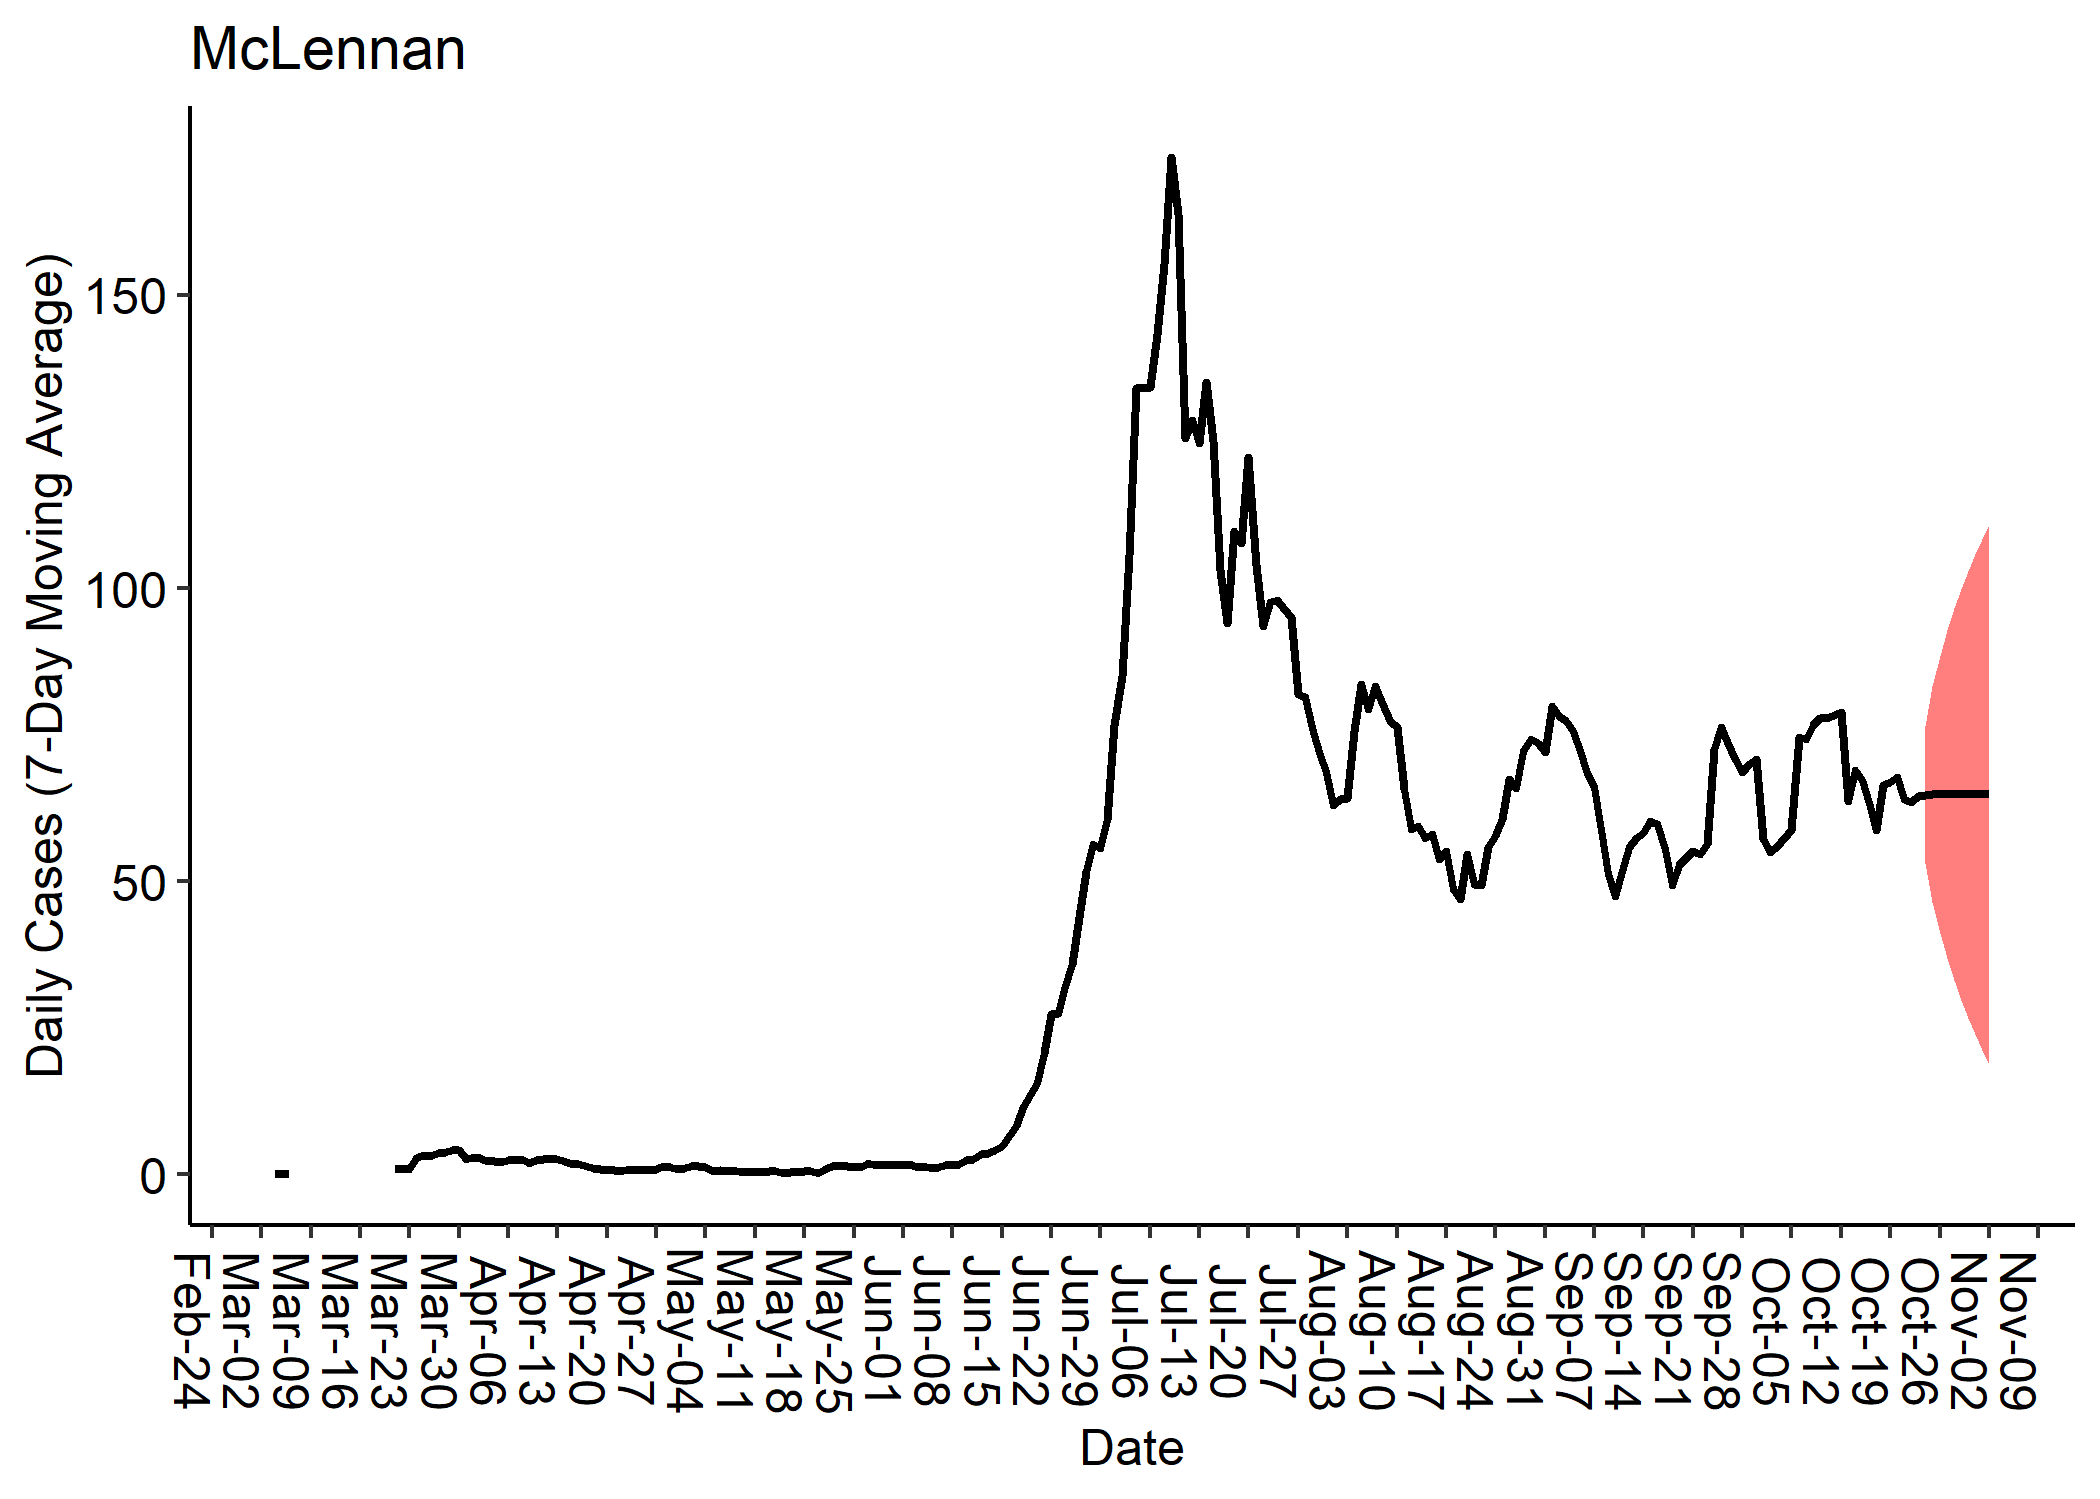 McLennan
Daily Cases (7-Day Moving Average)
150
100
50
0
Feb-24
Mar-02
Mar-09
Mar-16
Mar-23
Mar-30
Apr-06
Apr-13
Apr-20
Apr-27
May-04
May-11
May-18
May-25
Jun-01
Jun-08
Jun-15
Jun-22
Jun-29
Jul-06
Jul-13
Jul-20
Jul-27
Aug-03
Aug-10
Aug-17
Aug-24
Aug-31
Sep-07
Sep-14
Sep-21
Sep-28
Oct-05
Oct-12
Oct-19
Oct-26
Nov-02
Nov-09
Date